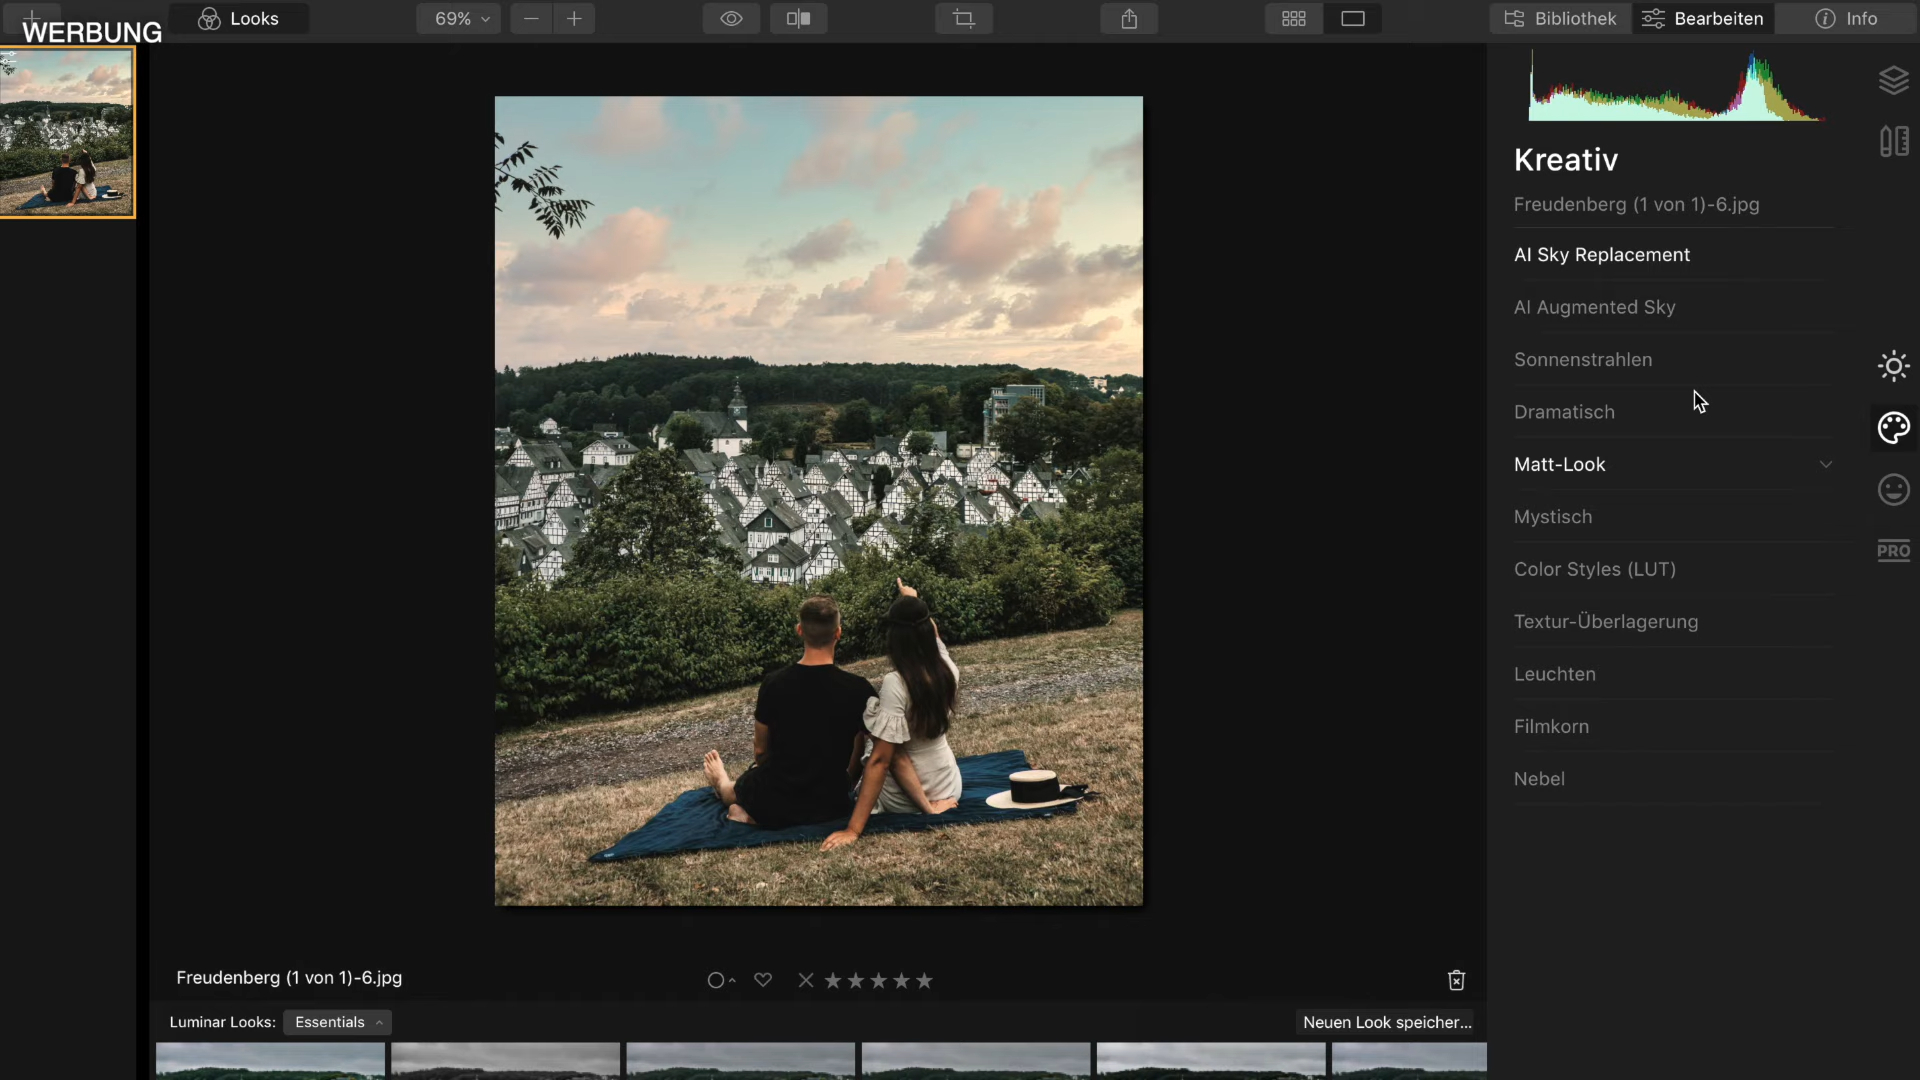 WERBUNG
Looks
69%
Bibliothek
Bearbeiten
Info
Kreativ
Freudenberg (1 von 1)-6.jpg
AI Sky Replacement
AI Augmented Sky
Sonnenstrahlen
Dramatisch
Matt-Look
Mystisch
Color Styles (LUT)
Textur-Überlagerung
Leuchten
Filmkorn
Nebel
PRO
Freudenberg (1 von 1)-6.jpg
Luminar Looks:
Essentials
Neuen Look speicher...